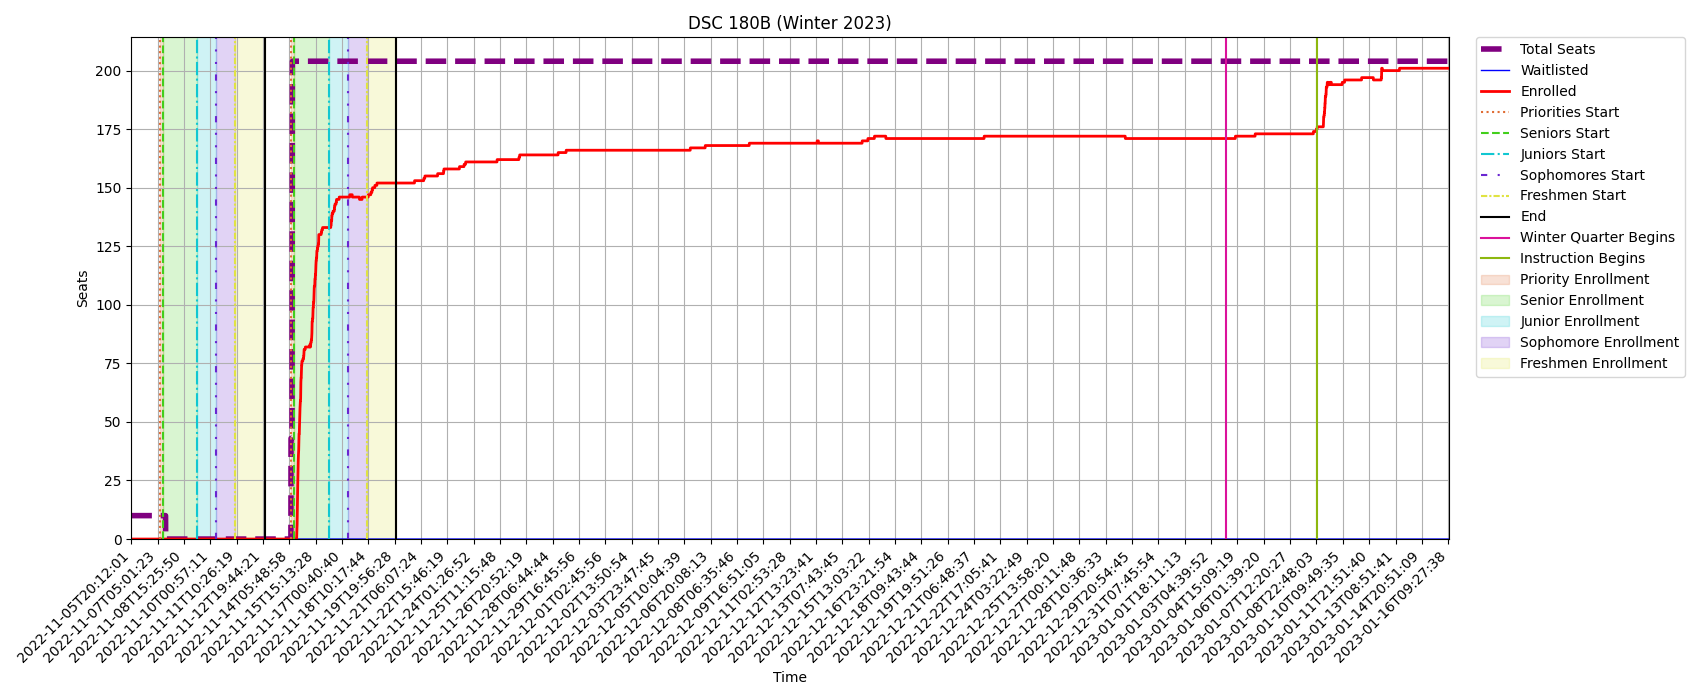 DSC 180B (Winter 2023)
Seats
200
175
150
125
100
75
50
25
0
2022-11-05T20:12:01
2022-11-07T05:01:23
2022-11-08T15:25:50
2022-11-10T00:57:11
2022-11-11T10:26:19
2022-11-12T19:44:21
2022-11-14T05:48:58
2022-11-15T15:13:28
2022-11-17T00:40:40
2022-11-18T10:17:44
2022-11-19T19:56:28
2022-11-21T06:07:24
2022-11-22T15:46:19
2022-11-24T01:26:52
2022-11-25T11:15:48
2022-11-26T20:52:19
2022-11-28T06:44:44
2022-11-29T16:45:56
2022-12-01T02:45:56
2022-12-02T13:50:54
2022-12-03T23:47:45
2022-12-05T10:04:39
2022-12-06T20:08:13
2022-12-08T06:35:46
2022-12-09T16:51:05
2022-12-11T02:53:28
2022-12-12T13:23:41
2022-12-13T07:43:45
2022-12-15T13:03:22
2022-12-16T23:21:54
2022-12-18T09:43:44
2022-12-19T19:51:26
2022-12-21T06:48:37
2022-12-22T17:05:41
2022-12-24T03:22:49
2022-12-25T13:58:20
2022-12-27T00:11:48
2022-12-28T10:36:33
2022-12-29T20:54:45
2022-12-31T07:45:54
2023-01-01T18:11:13
2023-01-03T04:39:52
2023-01-04T15:09:19
2023-01-06T01:39:20
2023-01-07T12:20:27
2023-01-08T22:48:03
2023-01-10T09:49:35
2023-01-11T21:51:40
2023-01-13T08:51:41
2023-01-14T20:51:09
2023-01-16T09:27:38
Time
Total Seats
Waitlisted
Enrolled
Priorities Start
Seniors Start
Juniors Start
Sophomores Start
Freshmen Start
End
Winter Quarter Begins
Instruction Begins
Priority Enrollment
Senior Enrollment
Junior Enrollment
Sophomore Enrollment
Freshmen Enrollment